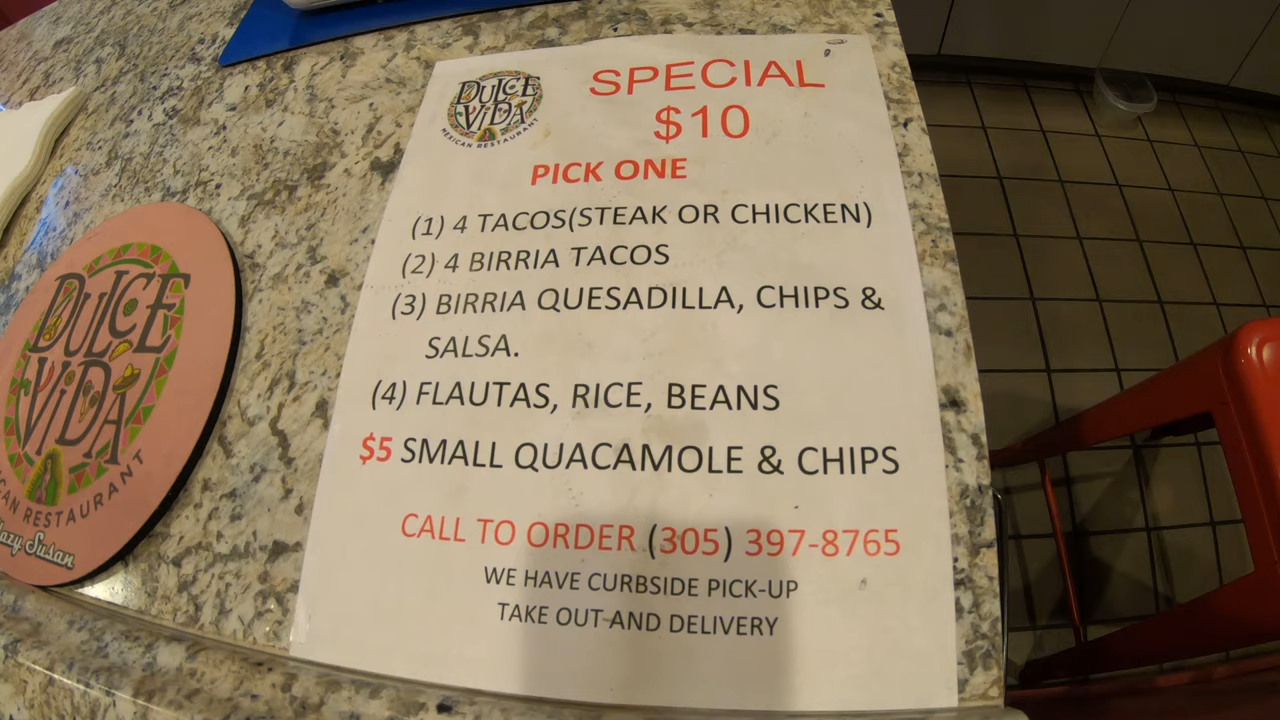 DULCE
VIDA
MEXICAN RESTAURANT
SPECIAL
$10
PICK ONE
(1) 4 TACOS(STEAK OR CHICKEN)
(2) 4 BIRRIA TACOS
(3) BIRRIA QUESADILLA, CHIPS &
SALSA.
(4) FLAUTAS, RICE, BEANS
$5 SMALL QUACAMOLE & CHIPS
CALL TO ORDER (305) 397-8765
WE HAVE CURBSIDE PICK-UP
TAKE OUT AND DELIVERY
DULCE
VIDA
CAN RESTAURANT
azy Susan